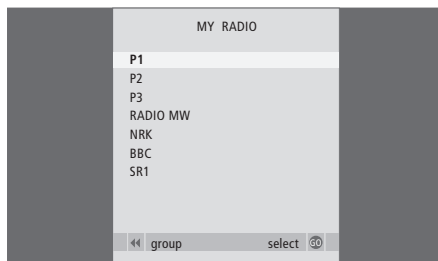 MY RADIO
P1
P2
P3
RADIO MW
NRK
BBC
SR1
group select GO